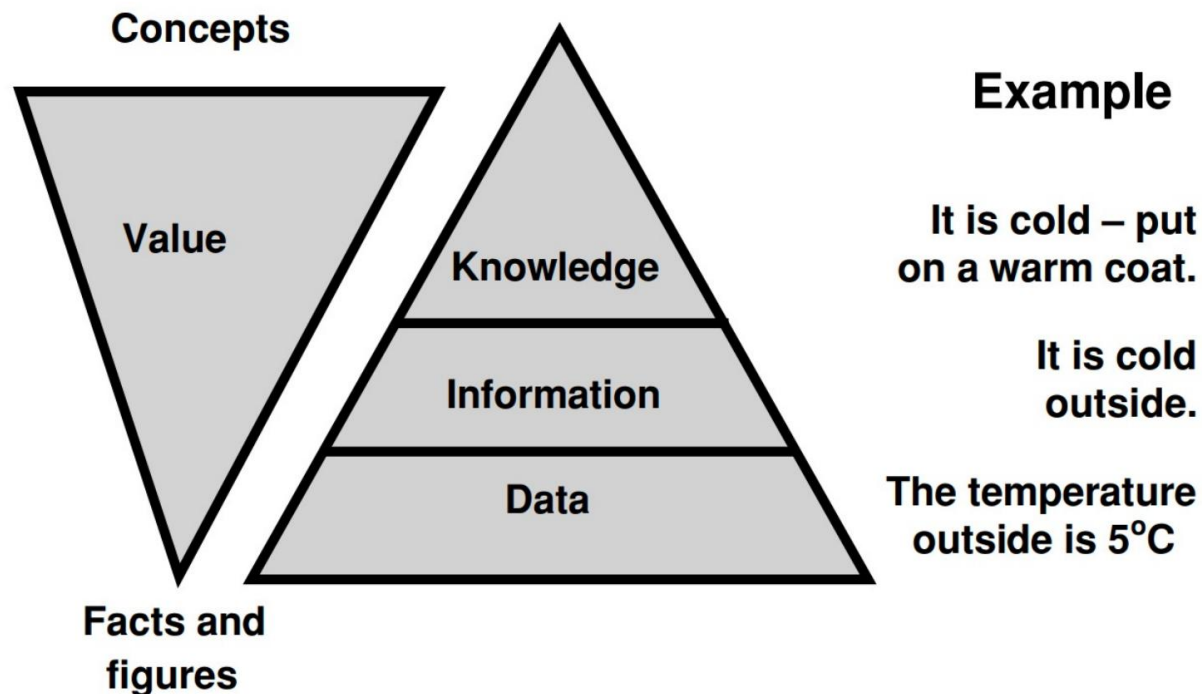 Concepts
Example
Value
It is cold – put
on a warm coat.
Knowledge
It is cold
outside.
Information
Data
The temperature
outside is 5°C
Facts and
figures